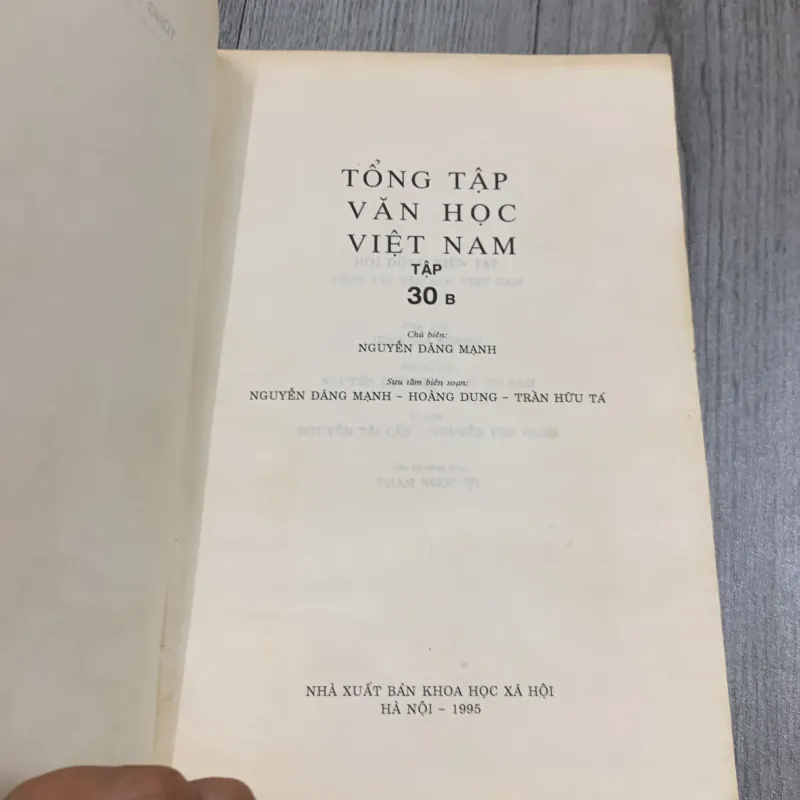 TỔNG TẬP
VĂN HỌC
VIỆT NAM
TẬP
30 B
Chủ biên:
NGUYỄN ĐĂNG MẠNH
Sưu tầm biên soạn:
NGUYỄN ĐĂNG MẠNH – HOÀNG DUNG – TRẦN HỮU TÁ
NHÀ XUẤT BẢN KHOA HỌC XÃ HỘI
HÀ NỘI – 1995